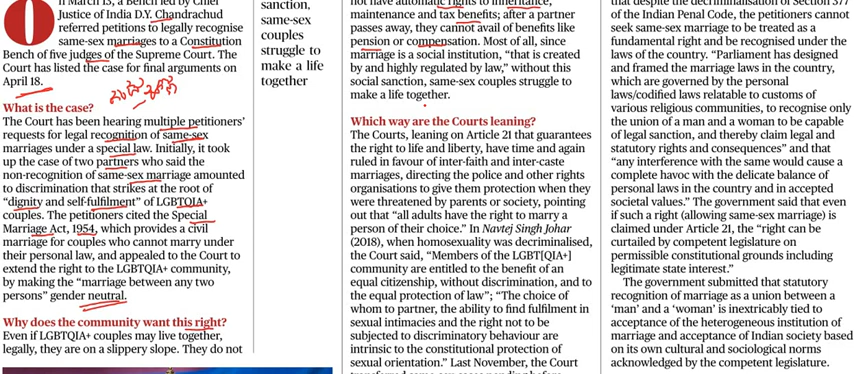 On March 13, a Bench led by Chief
Justice of India D.Y. Chandrachud
referred petitions to legally recognise
same-sex marriages to a Constitution
Bench of five judges of the Supreme Court. The
Court has listed the case for final arguments on
April 18.
What is the case?
The Court has been hearing multiple petitioners’
requests for legal recognition of same-sex
marriages under a special law. Initially, it took
up the case of two partners who said the
non-recognition of same-sex marriage amounted
to discrimination that strikes at the root of
“dignity and self-fulfilment” of LGBTQIA+
couples. The petitioners cited the Special
Marriage Act, 1954, which provides a civil
marriage for couples who cannot marry under
their personal law, and appealed to the Court to
extend the right to the LGBTQIA+ community,
by making the “marriage between any two
persons” gender neutral.
Why does the community want this right?
Even if LGBTQIA+ couples may live together,
legally, they are on a slippery slope. They do not
sanction,
same-sex
couples
struggle to
make a life
together
not have automatic rights to inheritance,
maintenance and tax benefits; after a partner
passes away, they cannot avail of benefits like
pension or compensation. Most of all, since
marriage is a social institution, “that is created
by and highly regulated by law,” without this
social sanction, same-sex couples struggle to
make a life together.
Which way are the Courts leaning?
The Courts, leaning on Article 21 that guarantees
the right to life and liberty, have time and again
ruled in favour of inter-faith and inter-caste
marriages, directing the police and other rights
organisations to give them protection when they
were threatened by parents or society, pointing
out that “all adults have the right to marry a
person of their choice.” In Navtej Singh Johar
(2018), when homosexuality was decriminalised,
the Court said, “Members of the LGBT[QIA+]
community are entitled to the benefit of an
equal citizenship, without discrimination, and to
the equal protection of law”; “The choice of
whom to partner, the ability to find fulfilment in
sexual intimacies and the right not to be
subjected to discriminatory behaviour are
intrinsic to the constitutional protection of
sexual orientation.” Last November, the Court
that despite the decriminalisation of Section 377
of the Indian Penal Code, the petitioners cannot
seek same-sex marriage to be treated as a
fundamental right and be recognised under the
laws of the country. “Parliament has designed
and framed the marriage laws in the country,
which are governed by the personal
laws/codified laws relatable to customs of
various religious communities, to recognise only
the union of a man and a woman to be capable
of legal sanction, and thereby claim legal and
statutory rights and consequences” and that
“any interference with the same would cause a
complete havoc with the delicate balance of
personal laws in the country and in accepted
societal values.” The government said that even
if such a right (allowing same-sex marriage) is
claimed under Article 21, the “right can be
curtailed by competent legislature on
permissible constitutional grounds including
legitimate state interest.”
The government submitted that statutory
recognition of marriage as a union between a
‘man’ and a ‘woman’ is inextricably tied to
acceptance of the heterogeneous institution of
marriage and acceptance of Indian society based
on its own cultural and sociological norms
acknowledged by the competent legislature.